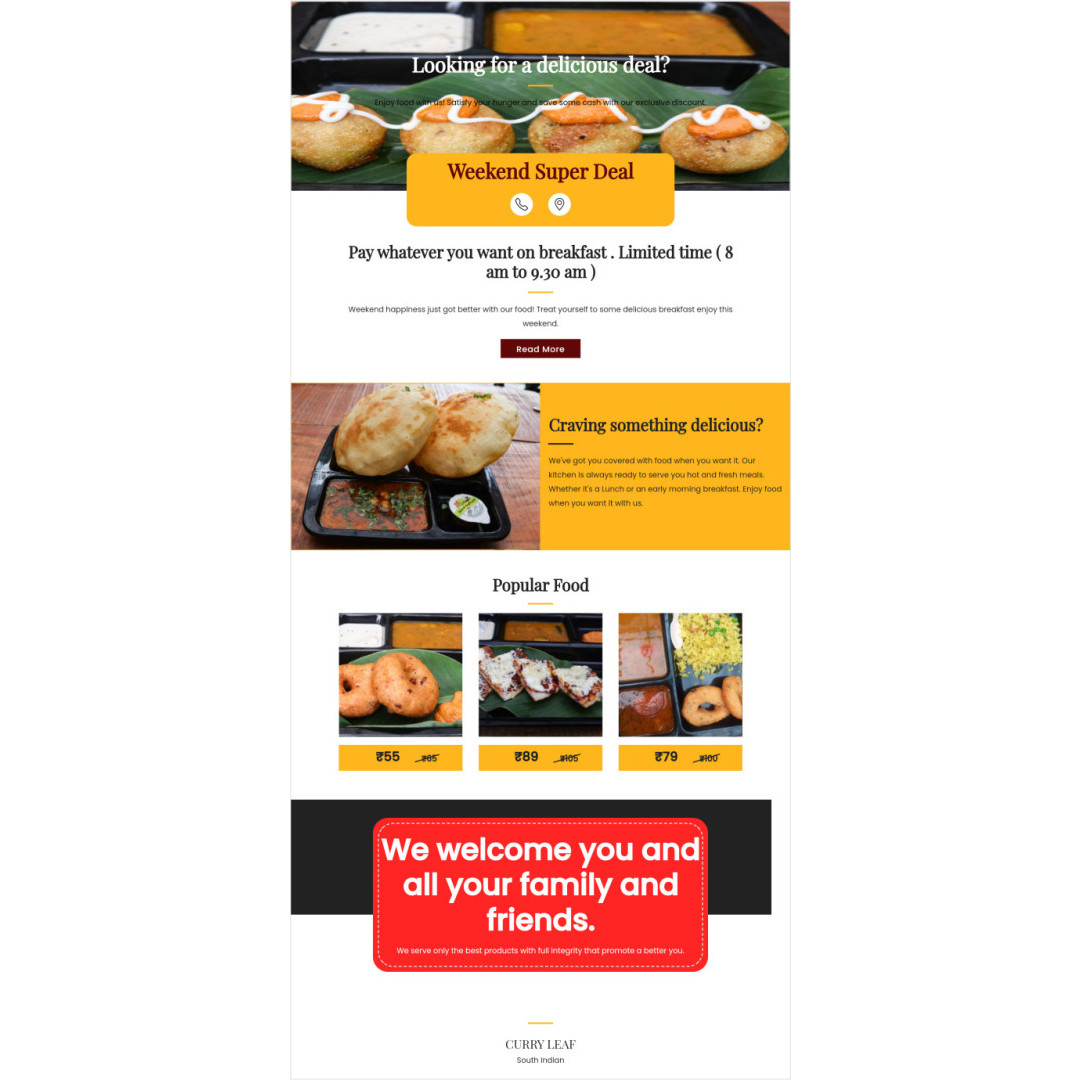 Looking for a delicious deal?
Enjoy food with us! Satisfy your hunger and save some cash with our exclusive discount.
Weekend Super Deal
Pay whatever you want on breakfast . Limited time ( 8
am to 9.30 am )
Weekend happiness just got better with our food! Treat yourself to some delicious breakfast enjoy this
weekend.
Read More
Craving something delicious?
We've got you covered with food when you want it. Our
kitchen is always ready to serve you hot and fresh meals.
Whether it's a Lunch or an early morning breakfast. Enjoy food
when you want it with us.
Popular Food
₹55 ₹65
₹89 ₹105
₹79 ₹100
We welcome you and
all your family and
friends.
We serve only the best products with full integrity that promote a better you.
CURRY LEAF
South Indian